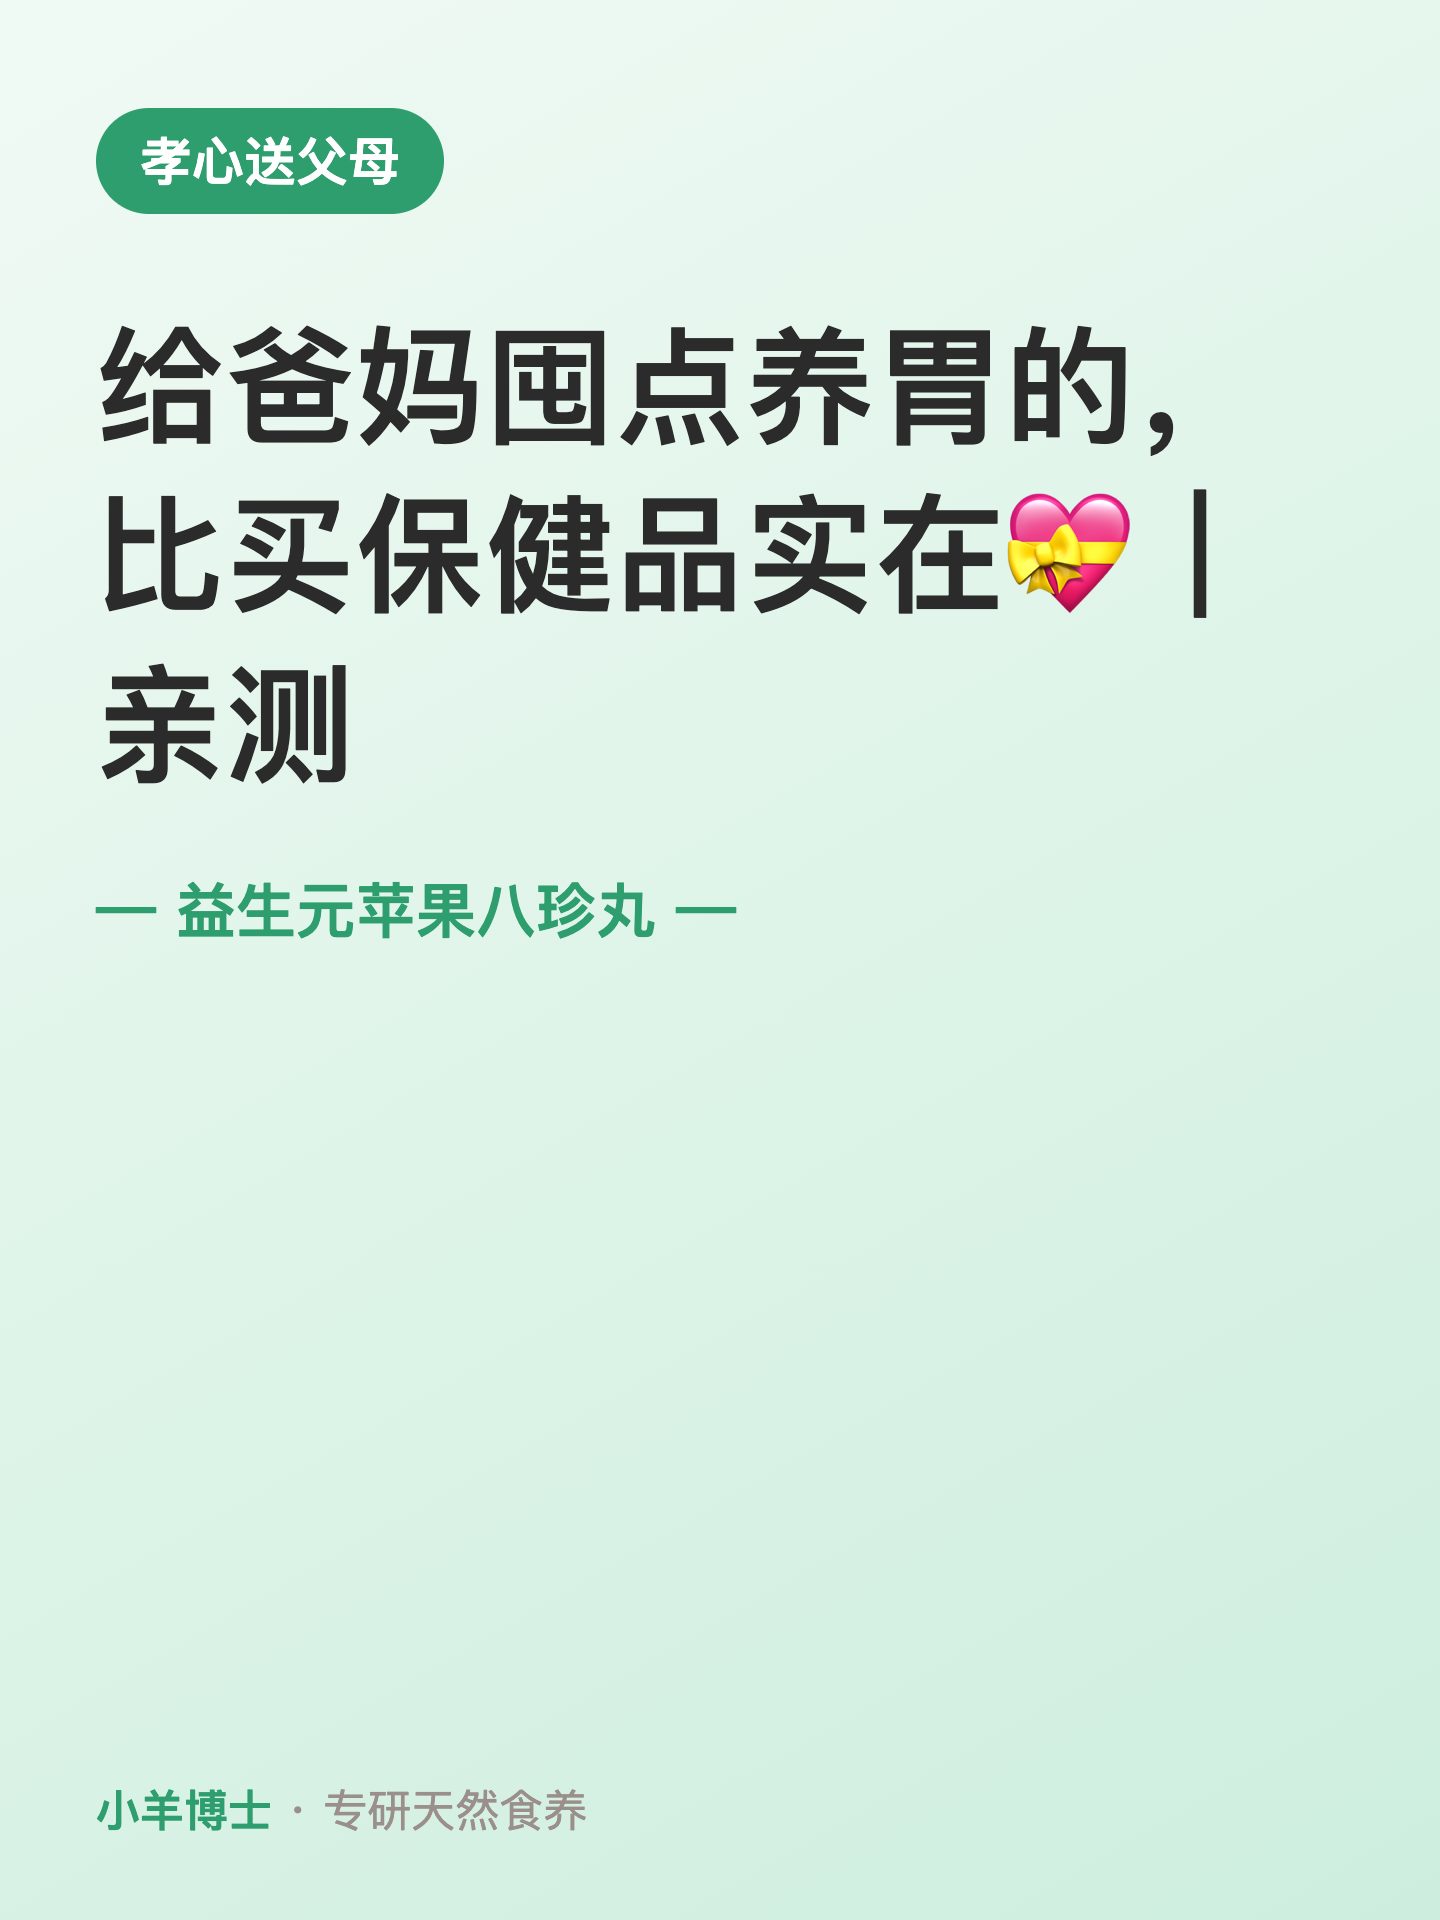 孝心送父母
给爸妈囤点养胃的,
比买保健品实在💝｜
亲测
— 益生元苹果八珍丸 —
小羊博士 · 专研天然食养